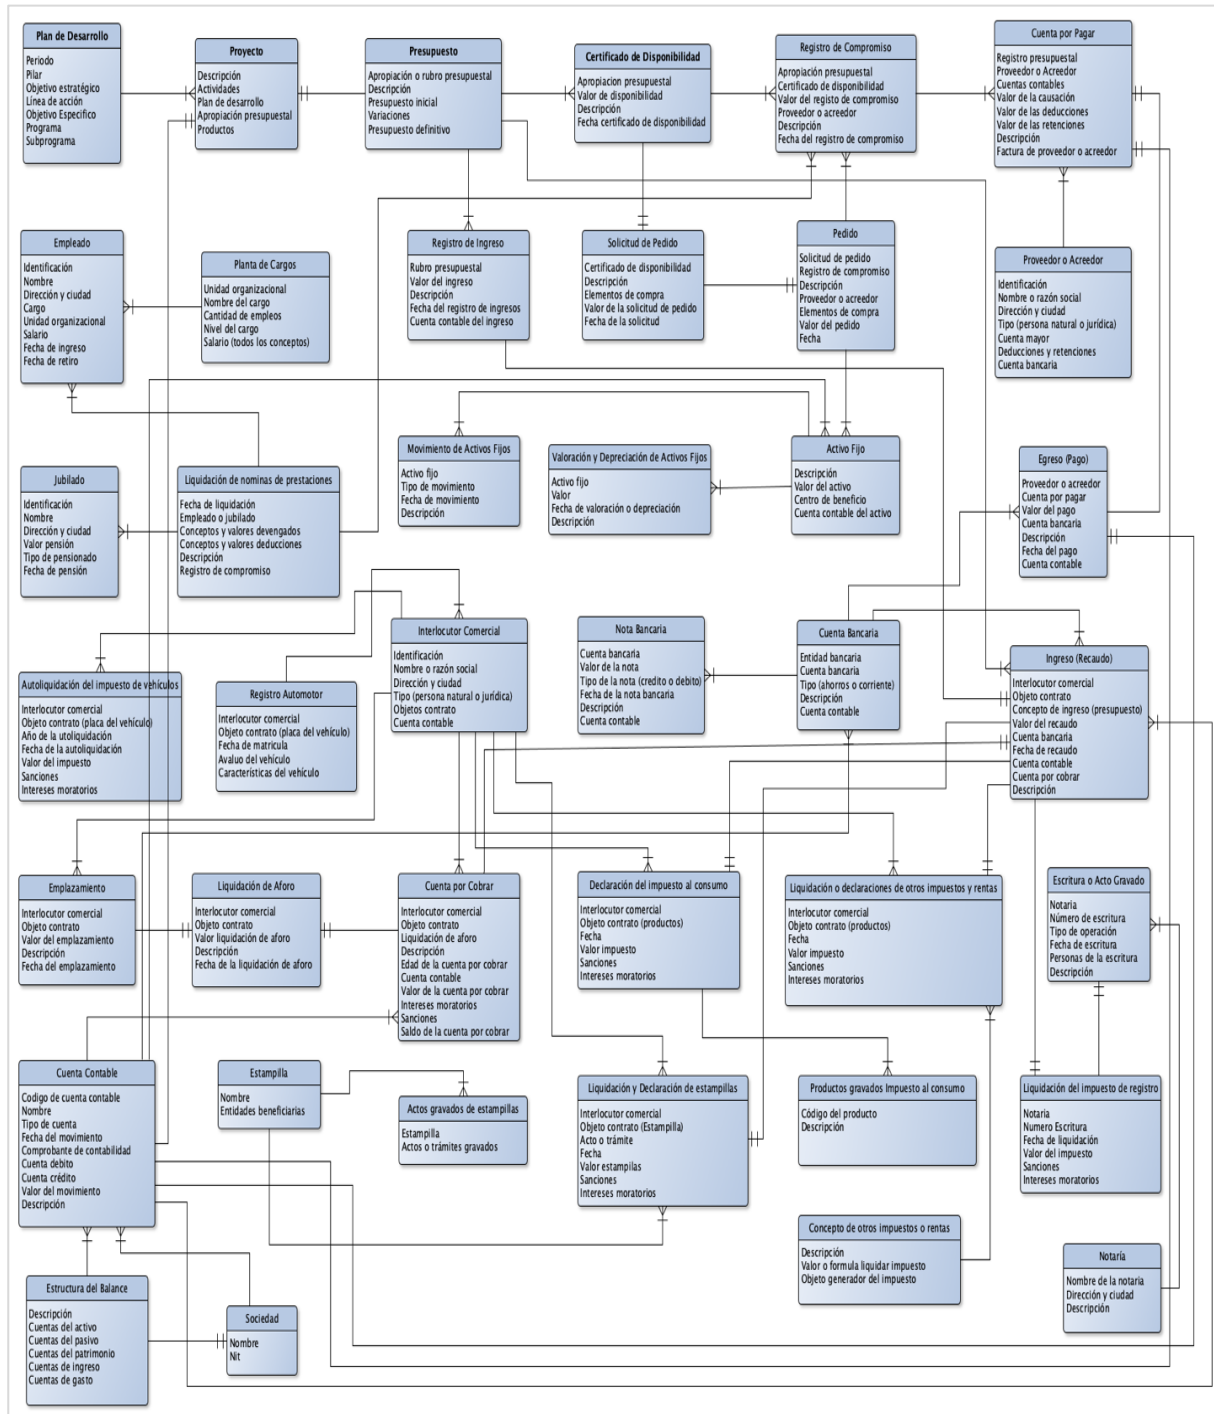 Plan de Desarrollo
Periodo
Pilar
Objetivo estratégico
Línea de acción
Objetivo Especifico
Programa
Subprograma
Proyecto
Descripción
Actividades
Plan de desarrollo
Apropiación presupuestal
Productos
Presupuesto
Apropiación o rubro presupuestal
Descripción
Presupuesto inicial
Variaciones
Presupuesto definitivo
Certificado de Disponibilidad
Apropiacion presupuestal
Valor de disponibilidad
Descripción
Fecha certificado de disponibilidad
Registro de Compromiso
Apropiación presupuestal
Certificado de disponibilidad
Valor del registo de compromiso
Proveedor o acreedor
Descripción
Fecha del registro de compromiso
Cuenta por Pagar
Registro presupuestal
Proveedor o Acreedor
Cuentas contables
Valor de la causación
Valor de las deducciones
Valor de las retenciones
Descripción
Factura de proveedor o acreedor
Empleado
Identificación
Nombre
Dirección y ciudad
Cargo
Unidad organizacional
Salario
Fecha de ingreso
Fecha de retiro
Planta de Cargos
Unidad organizacional
Nombre del cargo
Cantidad de empleos
Nivel del cargo
Salario (todos los conceptos)
Registro de Ingreso
Rubro presupuestal
Valor del ingreso
Descripción
Fecha del registro de ingresos
Cuenta contable del ingreso
Solicitud de Pedido
Certificado de disponibilidad
Descripción
Elementos de compra
Valor de la solicitud de pedido
Fecha de la solicitud
Pedido
Solicitud de pedido
Registro de compromiso
Descripción
Proveedor o acreedor
Elementos de compra
Valor del pedido
Fecha
Proveedor o Acreedor
Identificación
Nombre o razón social
Dirección y ciudad
Tipo (persona natural o jurídica)
Cuenta mayor
Deducciones y retenciones
Cuenta bancaria
Jubilado
Identificación
Nombre
Dirección y ciudad
Valor pensión
Tipo de pensionado
Fecha de pensión
Liquidación de nominas de prestaciones
Fecha de liquidación
Empleado o jubilado
Conceptos y valores devengados
Conceptos y valores deducciones
Descripción
Registro de compromiso
Movimiento de Activos Fijos
Activo fijo
Tipo de movimiento
Fecha de movimiento
Descripción
Valoración y Depreciación de Activos Fijos
Activo fijo
Valor
Fecha de valoración o depreciación
Descripción
Activo Fijo
Descripción
Valor del activo
Centro de beneficio
Cuenta contable del activo
Egreso (Pago)
Proveedor o acreedor
Cuenta por pagar
Valor del pago
Cuenta bancaria
Descripción
Fecha del pago
Cuenta contable
Autoliquidación del impuesto de vehículos
Interlocutor comercial
Objeto contrato (placa del vehículo)
Año de la utoliquidación
Fecha de la autoliquidación
Valor del impuesto
Sanciones
Intereses moratorios
Registro Automotor
Interlocutor comercial
Objeto contrato (placa del vehículo)
Fecha de matricula
Avaluo del vehículo
Características del vehículo
Interlocutor Comercial
Identificación
Nombre o razón social
Dirección y ciudad
Tipo (persona natural o jurídica)
Objetos contrato
Cuenta contable
Nota Bancaria
Cuenta bancaria
Valor de la nota
Tipo de la nota (credito o debito)
Fecha de la nota bancaria
Descripción
Cuenta contable
Cuenta Bancaria
Entidad bancaria
Cuenta bancaria
Tipo (ahorros o corriente)
Descripción
Cuenta contable
Ingreso (Recaudo)
Interlocutor comercial
Objeto contrato
Concepto de ingreso (presupuesto)
Valor del recaudo
Cuenta bancaria
Fecha de recaudo
Cuenta contable
Cuenta por cobrar
Descripción
Emplazamiento
Interlocutor comercial
Objeto contrato
Valor del emplazamiento
Descripción
Fecha del emplazamiento
Liquidación de Aforo
Interlocutor comercial
Objeto contrato
Valor liquidación de aforo
Descripción
Fecha de la liquidación de aforo
Cuenta por Cobrar
Interlocutor comercial
Objeto contrato
Liquidación de aforo
Descripción
Edad de la cuenta por cobrar
Cuenta contable
Valor de la cuenta por cobrar
Intereses moratorios
Sanciones
Saldo de la cuenta por cobrar
Declaración del impuesto al consumo
Interlocutor comercial
Objeto contrato (productos)
Fecha
Valor impuesto
Sanciones
Intereses moratorios
Liquidación o declaraciones de otros impuestos y rentas
Interlocutor comercial
Objeto contrato (productos)
Fecha
Valor impuesto
Sanciones
Intereses moratorios
Escritura o Acto Gravado
Notaria
Número de escritura
Tipo de operación
Fecha de escritura
Personas de la escritura
Descripción
Cuenta Contable
Codigo de cuenta contable
Nombre
Tipo de cuenta
Fecha del movimiento
Comprobante de contabilidad
Cuenta debito
Cuenta crédito
Valor del movimiento
Descripción
Estampilla
Nombre
Entidades beneficiarias
Actos gravados de estampillas
Estampilla
Actos o trámites gravados
Liquidación y Declaración de estampillas
Interlocutor comercial
Objeto contrato (Estampilla)
Acto o trámite
Fecha
Valor estampilas
Sanciones
Intereses moratorios
Productos gravados Impuesto al consumo
Código del producto
Descripción
Liquidación del impuesto de registro
Notaria
Numero Escritura
Fecha de liquidación
Valor del impuesto
Sanciones
Intereses moratorios
Estructura del Balance
Descripción
Cuentas del activo
Cuentas del pasivo
Cuentas del patrimonio
Cuentas de ingreso
Cuentas de gasto
Sociedad
Nombre
Nit
Concepto de otros impuestos o rentas
Descripción
Valor o formula liquidar impuesto
Objeto generador del impuesto
Notaría
Nombre de la notaria
Dirección y ciudad
Descripción